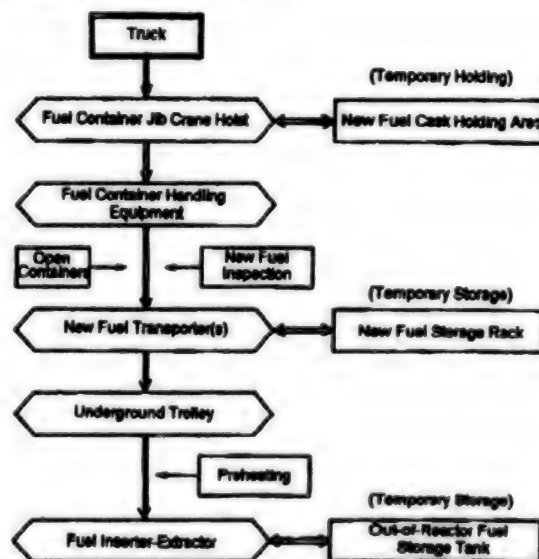 Truck
(Temporary Holding)
Fuel Container Jib Crane Hoist
New Fuel Cask Holding Area
Fuel Container Handling
Equipment
Open
Containers
New Fuel
Inspection
(Temporary Storage)
New Fuel Transporter(s)
New Fuel Storage Rack
Underground Trolley
Preheating
(Temporary Storage)
Fuel Inserter-Extractor
Out-of-Reactor Fuel
Storage Tank